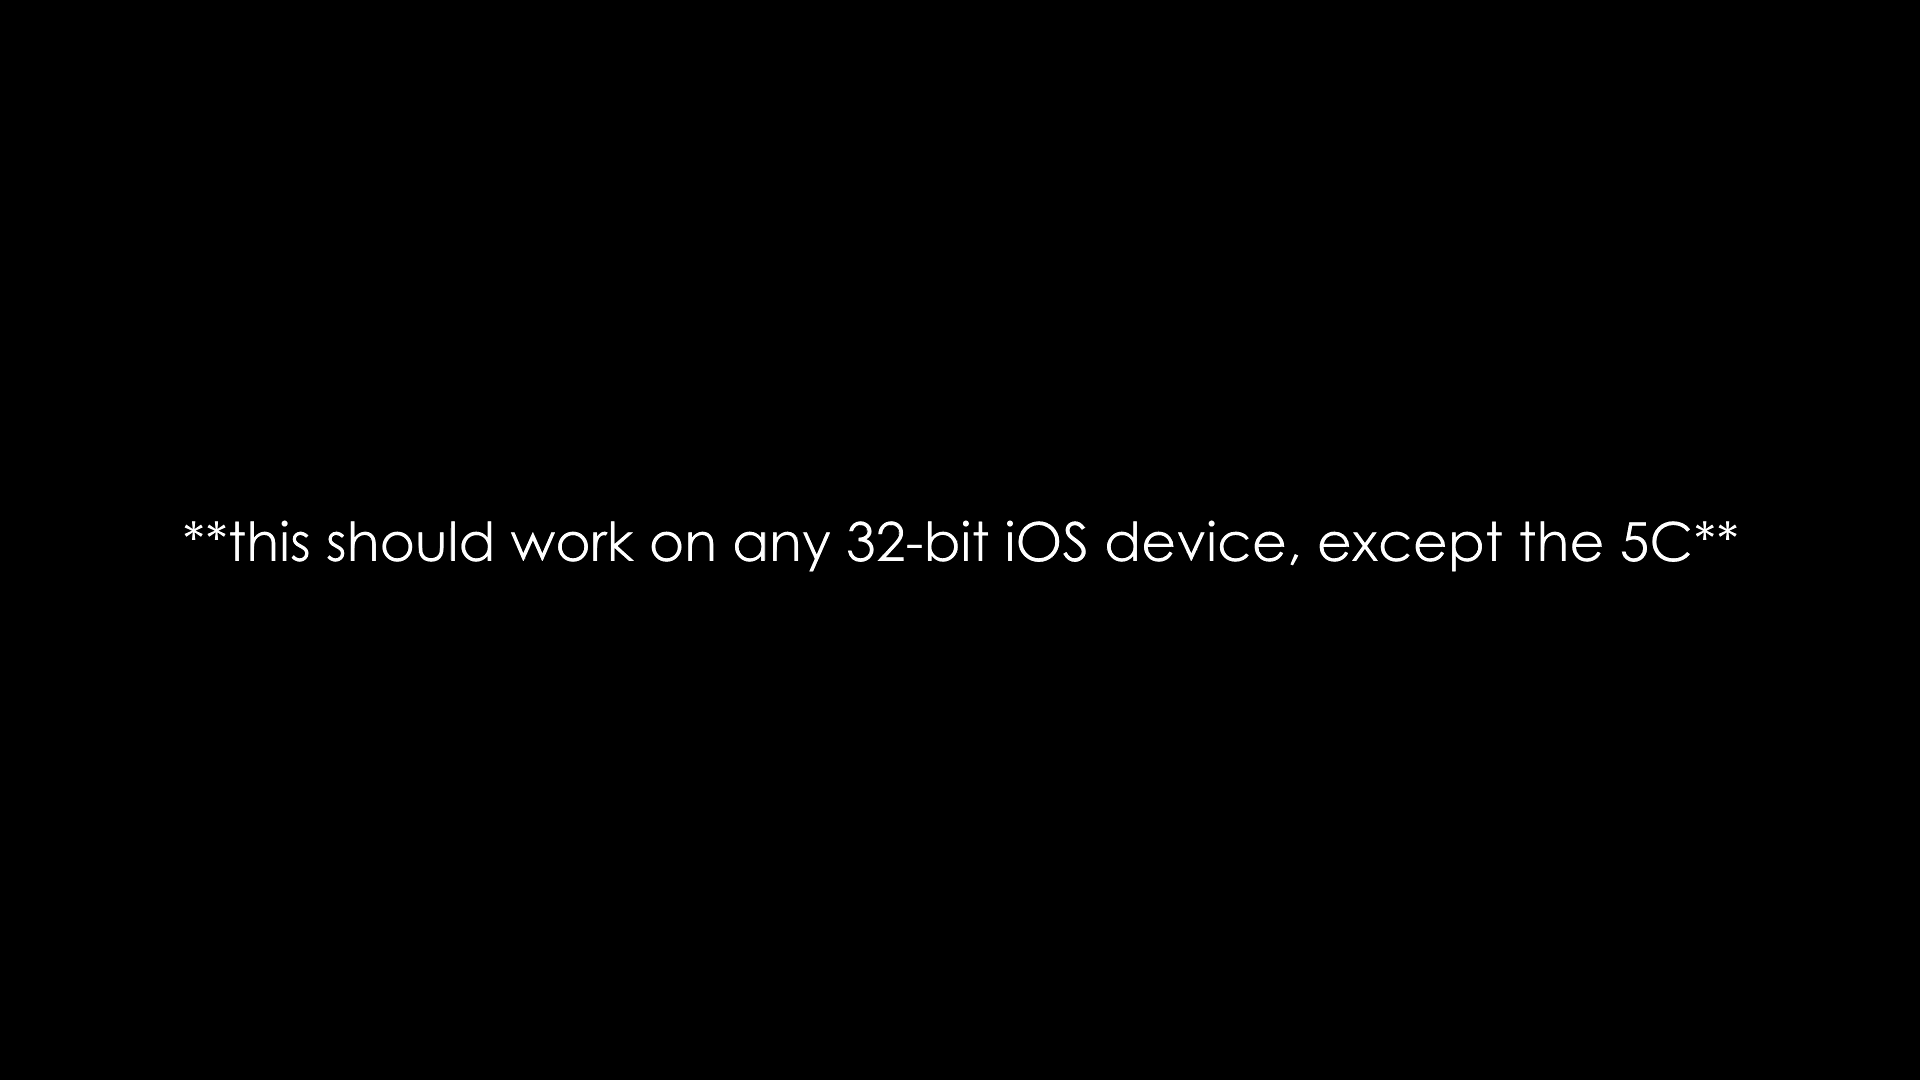 **this should work on any 32-bit iOS device, except the 5C**